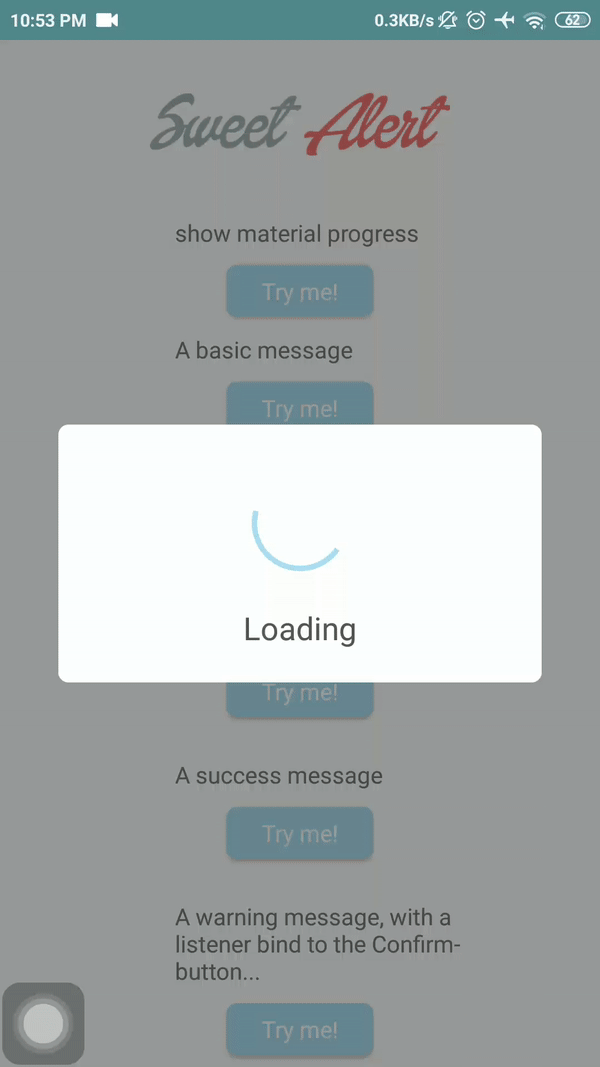 10:53 PM 0.3KB/s 62
Sweet Alert
show material progress
Try me!
A basic message
Try me!
Loading
Try me!
A success message
Try me!
A warning message, with a
listener bind to the Confirm-
button...
Try me!